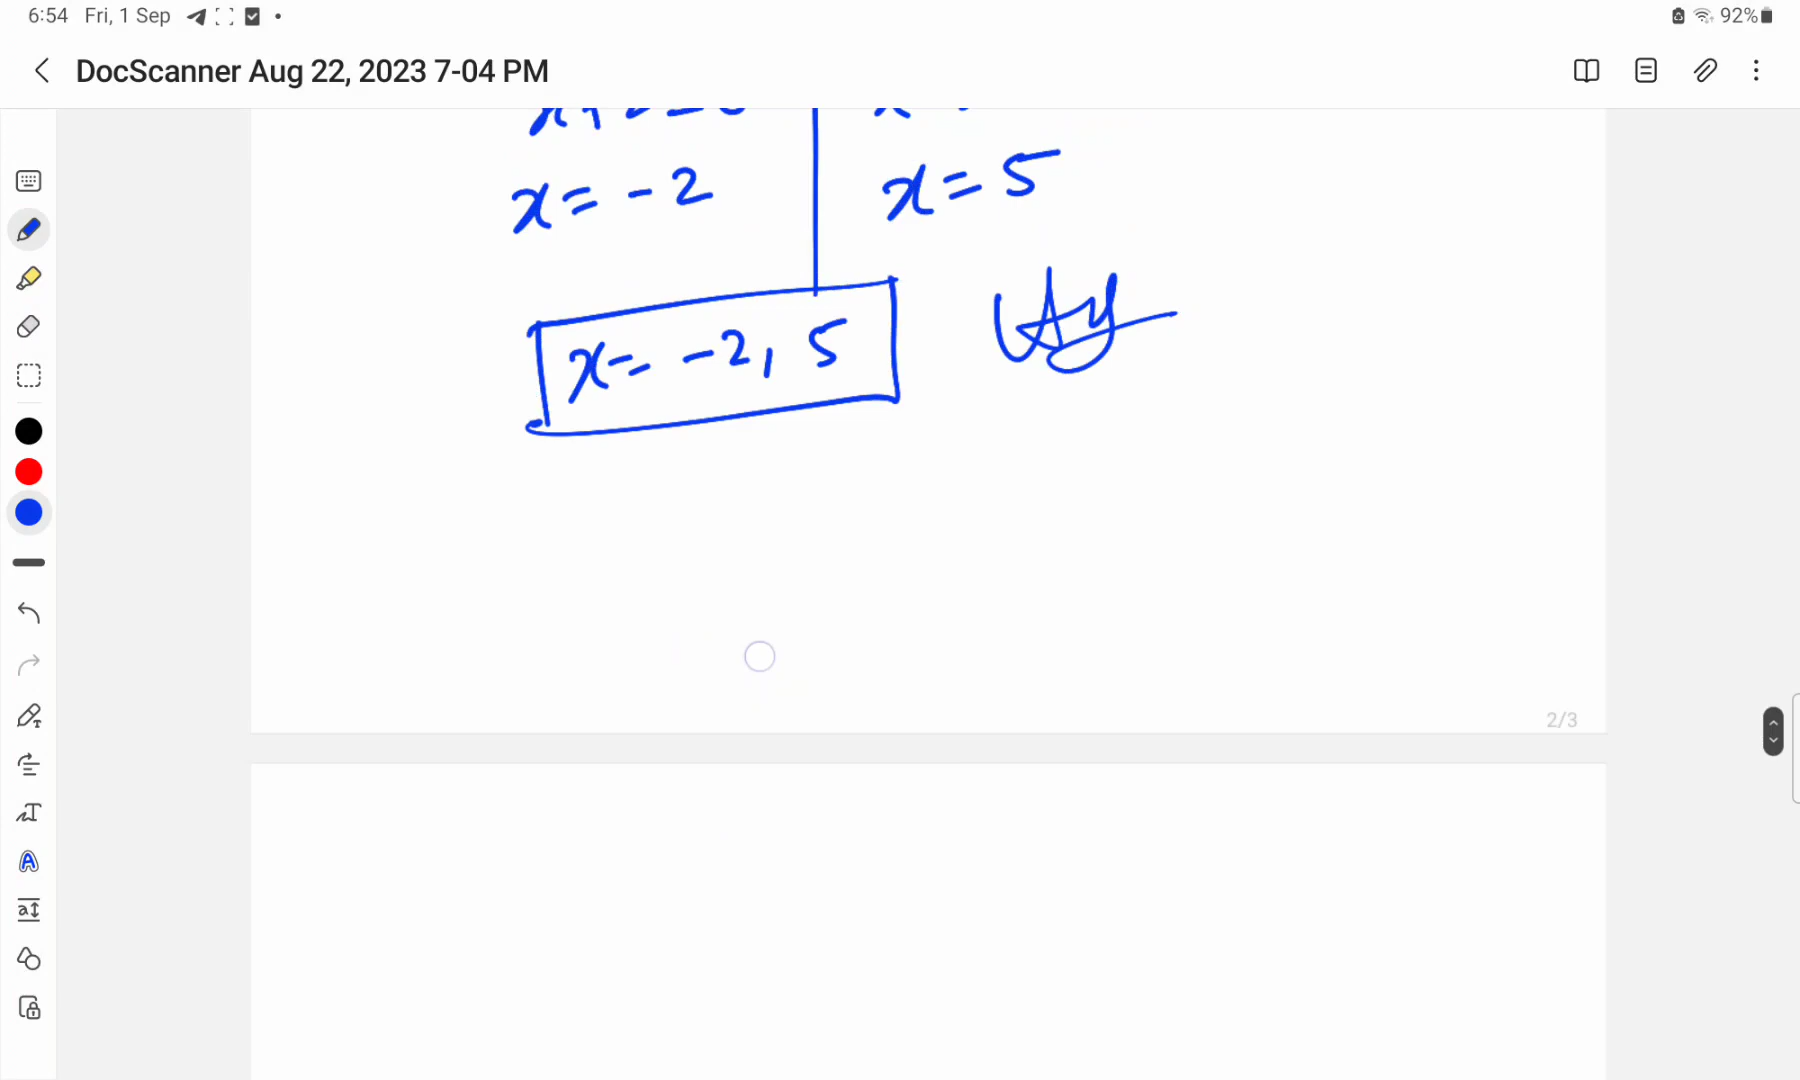 6:54 Fri, 1 Sep 92%
DocScanner Aug 22, 2023 7-04 PM
x = -2 x = 5
x = -2, 5
2/3